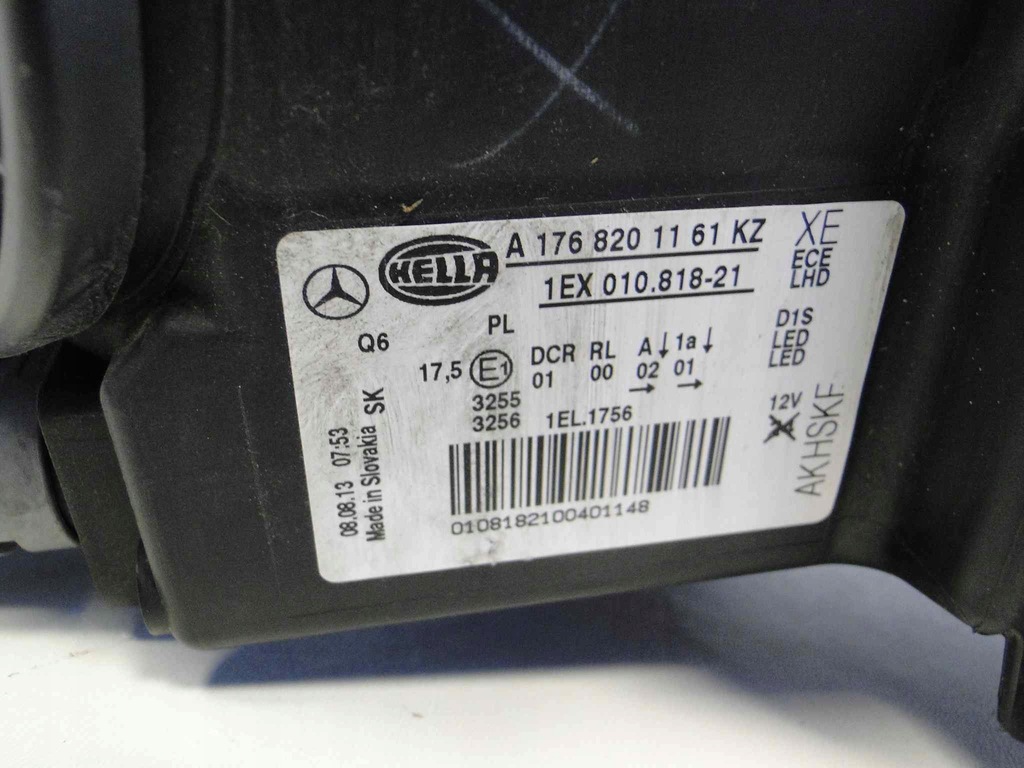 HELLA
A 176 820 11 61 KZ
XE
1EX 010.818-21
ECE
LHD
Q6
PL
17,5 E1 DCR RL A↓ 1a↓
01 00 02 01
→ →
3255
3256 1EL.1756
D1S
LED
LED
12V
AKHSKF
0108182100401148
08.08.13 07:53
Made in Slovakia SK